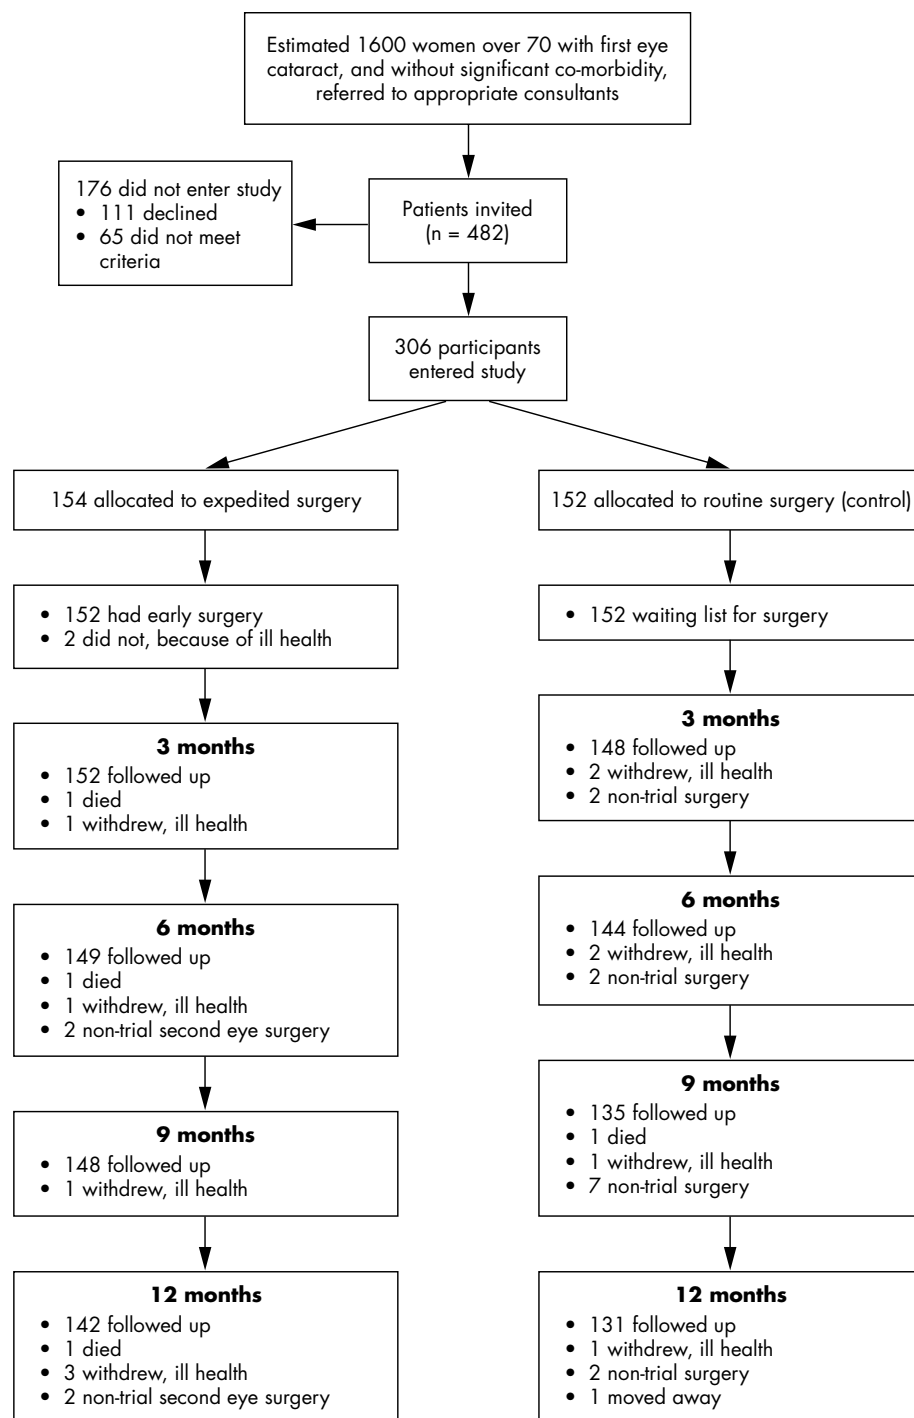 Estimated 1600 women over 70 with first eye
cataract, and without significant co-morbidity,
referred to appropriate consultants
176 did not enter study
• 111 declined
• 65 did not meet
criteria
Patients invited
(n = 482)
306 participants
entered study
154 allocated to expedited surgery
• 152 had early surgery
• 2 did not, because of ill health
3 months
• 152 followed up
• 1 died
• 1 withdrew, ill health
6 months
• 149 followed up
• 1 died
• 1 withdrew, ill health
• 2 non-trial second eye surgery
9 months
• 148 followed up
• 1 withdrew, ill health
12 months
• 142 followed up
• 1 died
• 3 withdrew, ill health
• 2 non-trial second eye surgery
152 allocated to routine surgery (control)
• 152 waiting list for surgery
3 months
• 148 followed up
• 2 withdrew, ill health
• 2 non-trial surgery
6 months
• 144 followed up
• 2 withdrew, ill health
• 2 non-trial surgery
9 months
• 135 followed up
• 1 died
• 1 withdrew, ill health
• 7 non-trial surgery
12 months
• 131 followed up
• 1 withdrew, ill health
• 2 non-trial surgery
• 1 moved away